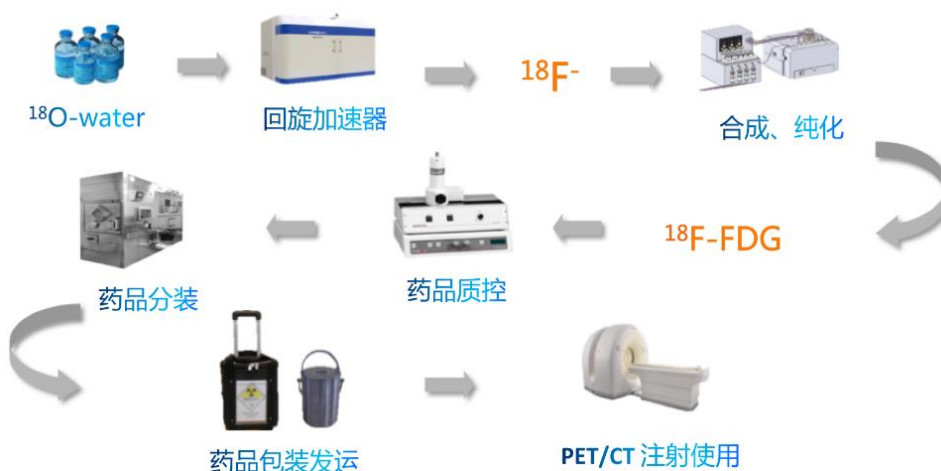 ¹⁸O-water
回旋加速器
¹⁸F⁻
合成、纯化
¹⁸F-FDG
药品质控
药品分装
药品包装发运
PET/CT 注射使用